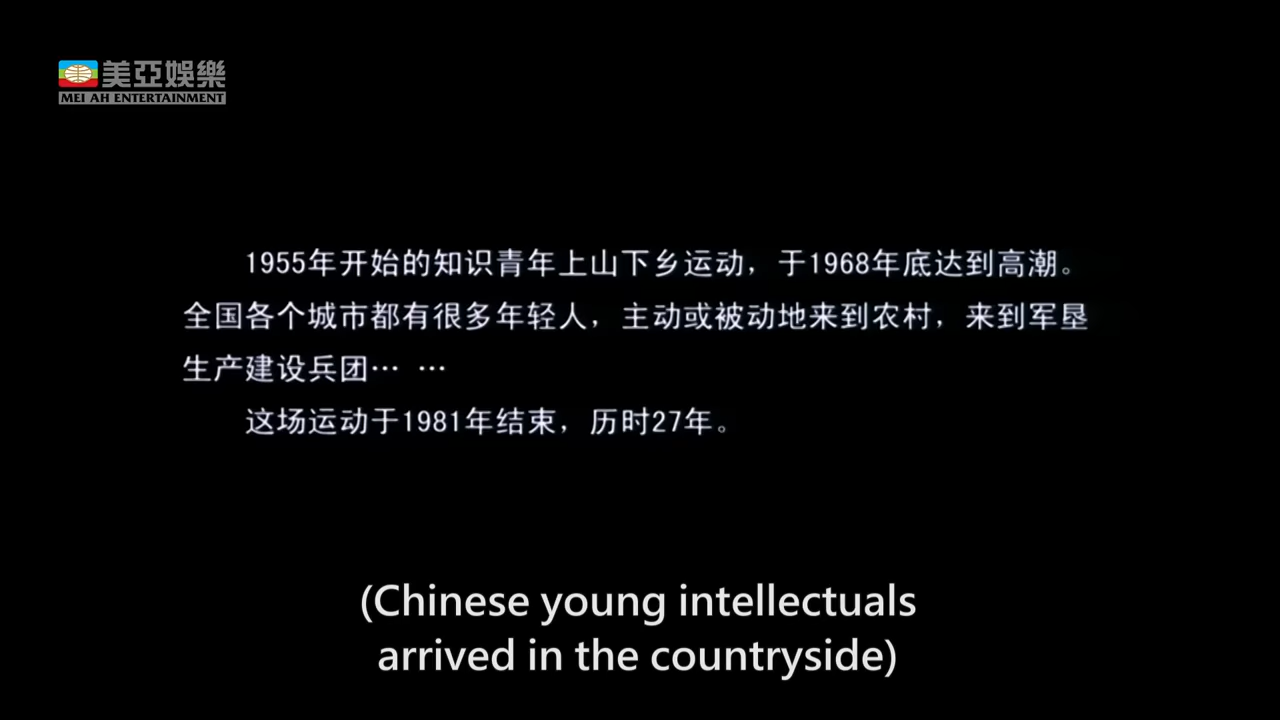 美亞娛樂
MEI AH ENTERTAINMENT
1955年开始的知识青年上山下乡运动，于1968年底达到高潮。
全国各个城市都有很多年轻人，主动或被动地来到农村，来到军垦
生产建设兵团… …
这场运动于1981年结束，历时27年。
(Chinese young intellectuals
arrived in the countryside)